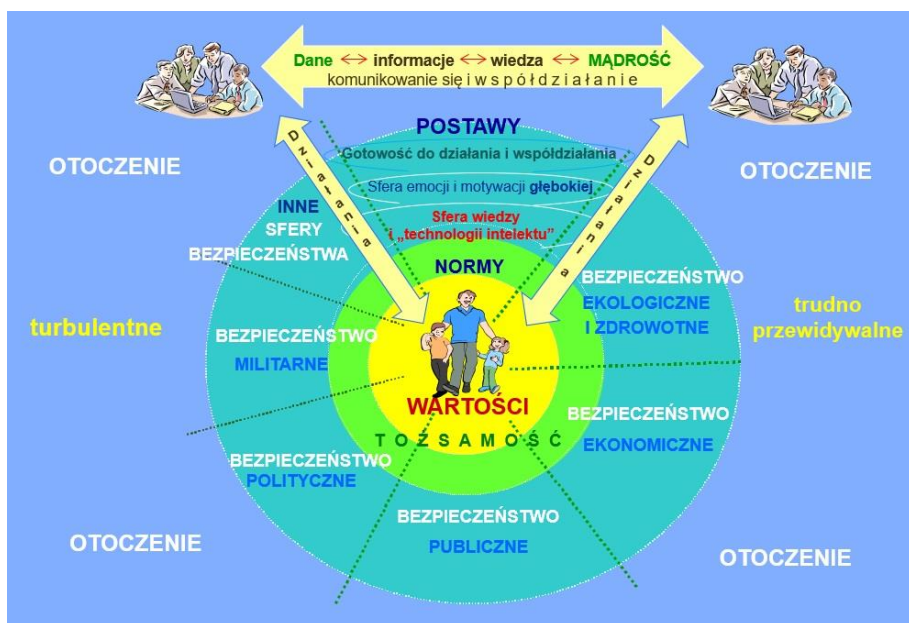 Dane ↔ informacje ↔ wiedza ↔ MĄDROŚĆ
komunikowanie się i w s p ó ł d z i a ł a n i e
OTOCZENIE
OTOCZENIE
Działania
Działania
POSTAWY
Gotowość do działania i współdziałania
Sfera emocji i motywacji głębokiej
Sfera wiedzy
i „technologii intelektu”
NORMY
INNE
SFERY
BEZPIECZEŃSTWA
BEZPIECZEŃSTWO
EKOLOGICZNE
I ZDROWOTNE
turbulentne
trudno
przewidywalne
BEZPIECZEŃSTWO
MILITARNE
WARTOŚCI
T O Ż S A M O Ś Ć
BEZPIECZEŃSTWO
EKONOMICZNE
BEZPIECZEŃSTWO
POLITYCZNE
BEZPIECZEŃSTWO
PUBLICZNE
OTOCZENIE
OTOCZENIE